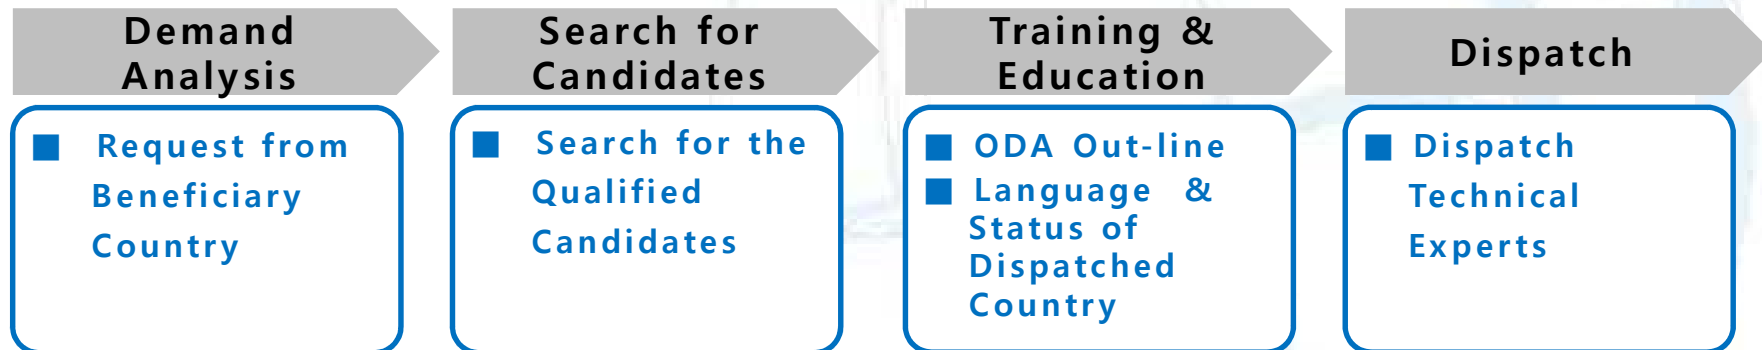 Demand
Analysis
Search for
Candidates
Training &
Education
Dispatch
■ Request from
Beneficiary
Country
■ Search for the
Qualified
Candidates
■ ODA Out-line
■ Language &
Status of
Dispatched
Country
■ Dispatch
Technical
Experts